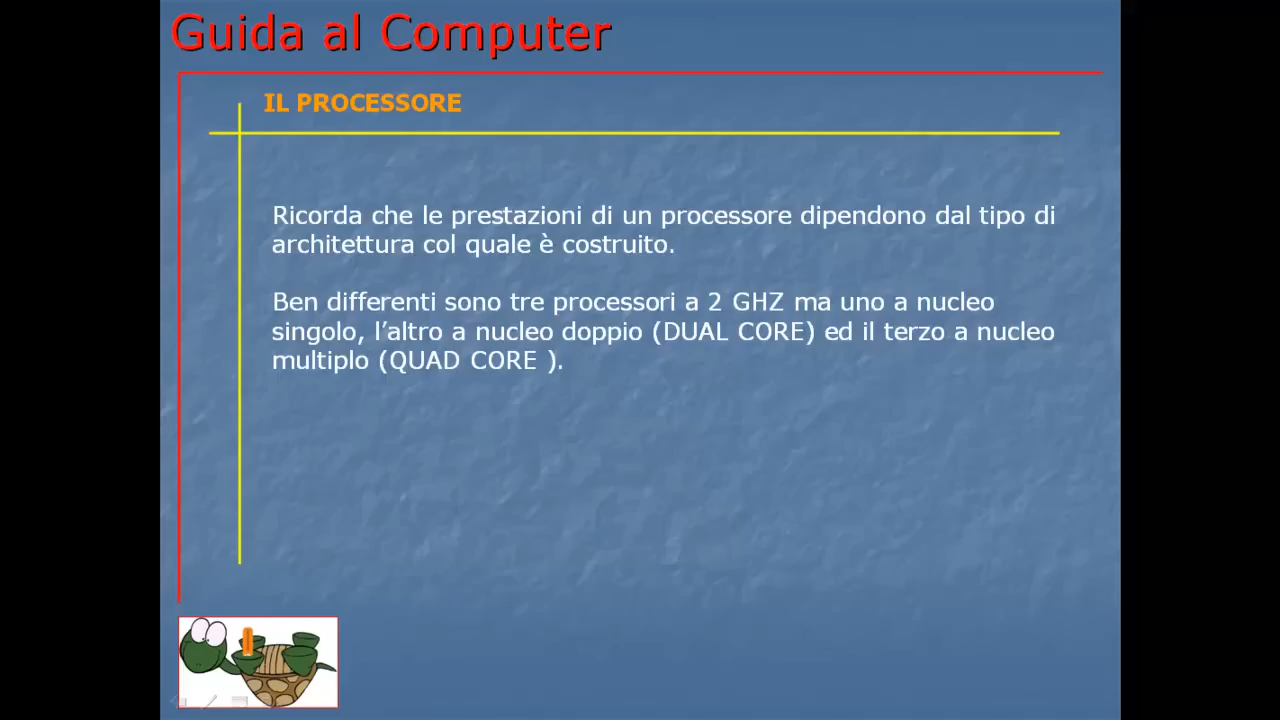 Guida al Computer
IL PROCESSORE
Ricorda che le prestazioni di un processore dipendono dal tipo di
architettura col quale è costruito.
Ben differenti sono tre processori a 2 GHZ ma uno a nucleo
singolo, l’altro a nucleo doppio (DUAL CORE) ed il terzo a nucleo
multiplo (QUAD CORE ).